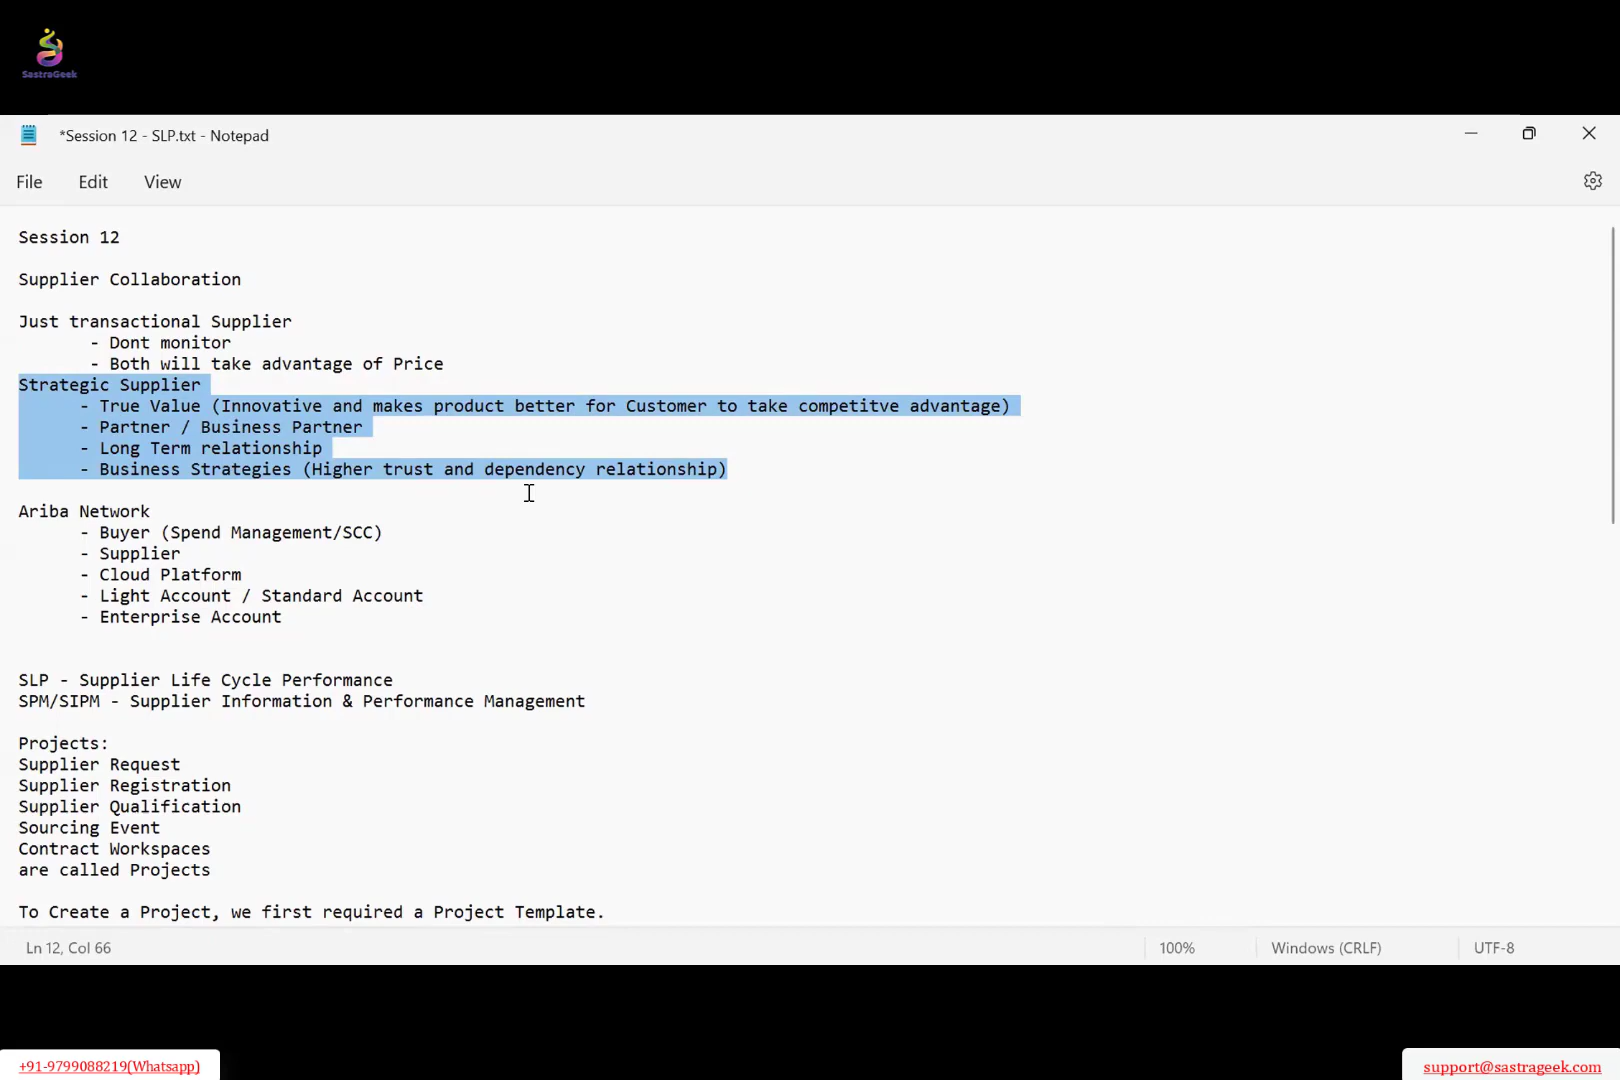 SastraGeek
*Session 12 - SLP.txt - Notepad
File Edit View
Session 12
Supplier Collaboration
Just transactional Supplier
- Dont monitor
- Both will take advantage of Price
Strategic Supplier
- True Value (Innovative and makes product better for Customer to take competitve advantage)
- Partner / Business Partner
- Long Term relationship
- Business Strategies (Higher trust and dependency relationship)
Ariba Network
- Buyer (Spend Management/SCC)
- Supplier
- Cloud Platform
- Light Account / Standard Account
- Enterprise Account
SLP - Supplier Life Cycle Performance
SPM/SIPM - Supplier Information & Performance Management
Projects:
Supplier Request
Supplier Registration
Supplier Qualification
Sourcing Event
Contract Workspaces
are called Projects
To Create a Project, we first required a Project Template.
Ln 12, Col 66 100% Windows (CRLF) UTF-8
+91-9799088219(Whatsapp) support@sastrageek.com